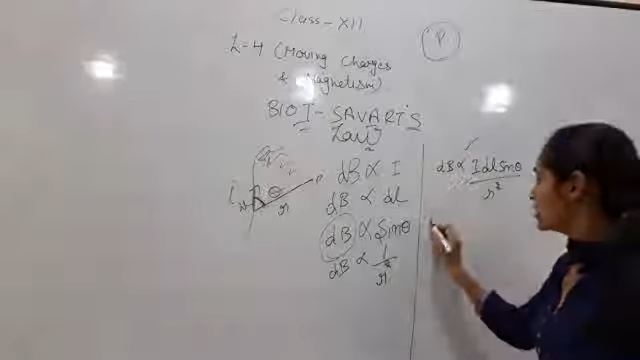 Class - XII
L=4 (Moving Charges
& Magnetism)
P
BIOT - SAVART'S
Law
dB ∝ I
dB ∝ dl
dB ∝ Sinθ
dB ∝ 1/r²
i
θ
r
P
dB ∝ Idl Sinθ
r²